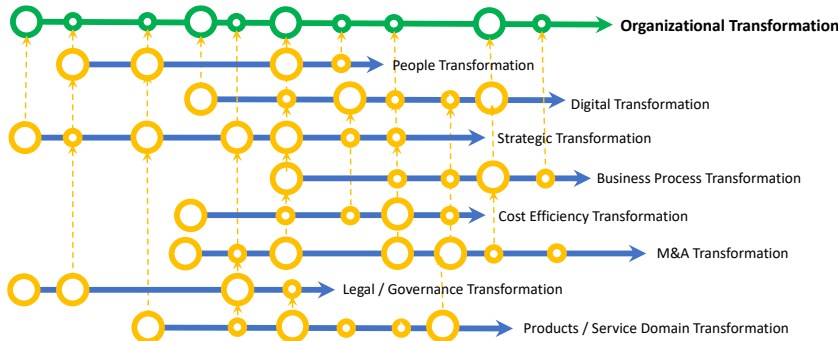 Organizational Transformation
People Transformation
Digital Transformation
Strategic Transformation
Business Process Transformation
Cost Efficiency Transformation
M&A Transformation
Legal / Governance Transformation
Products / Service Domain Transformation